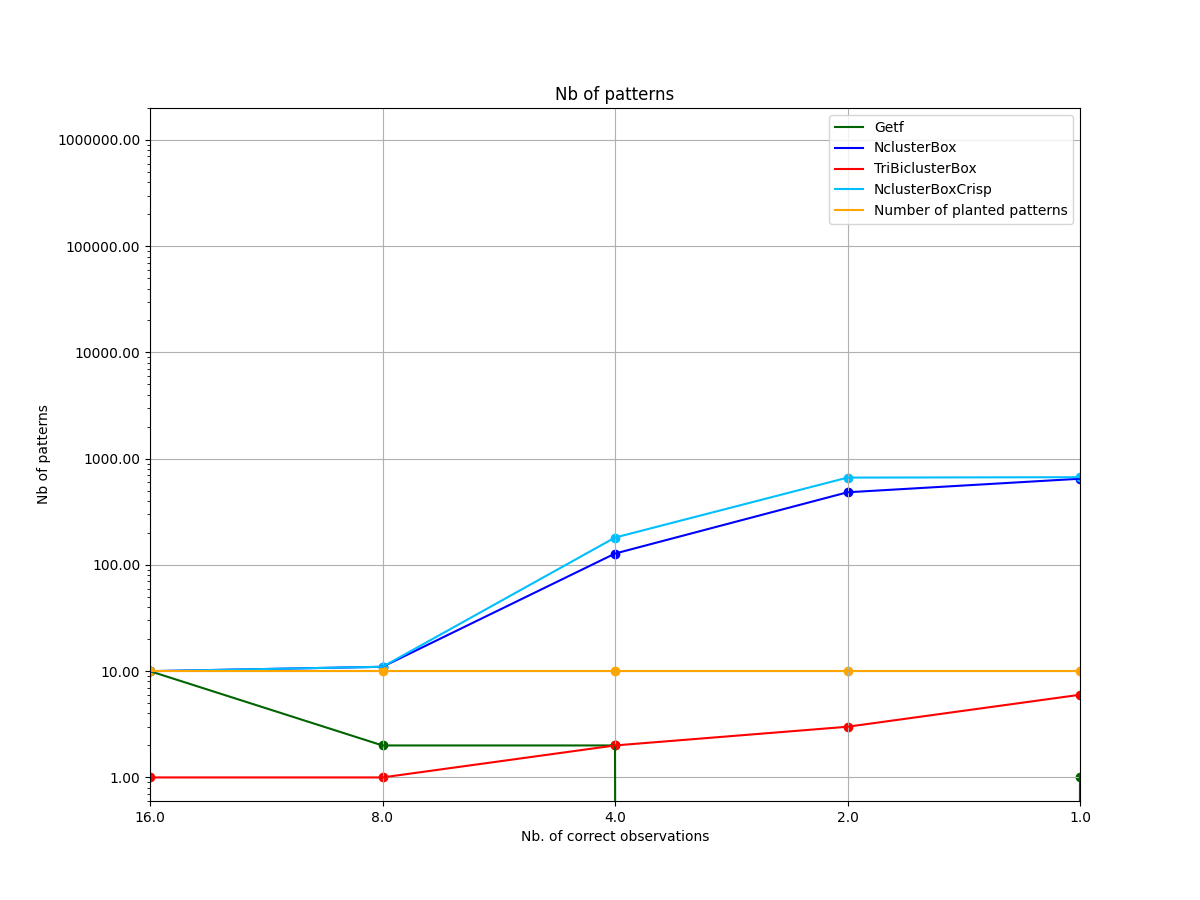 Nb of patterns
Getf
NclusterBox
TriBiclusterBox
NclusterBoxCrisp
Number of planted patterns
1000000.00
100000.00
10000.00
1000.00
100.00
10.00
1.00
Nb of patterns
16.0
8.0
4.0
2.0
1.0
Nb. of correct observations